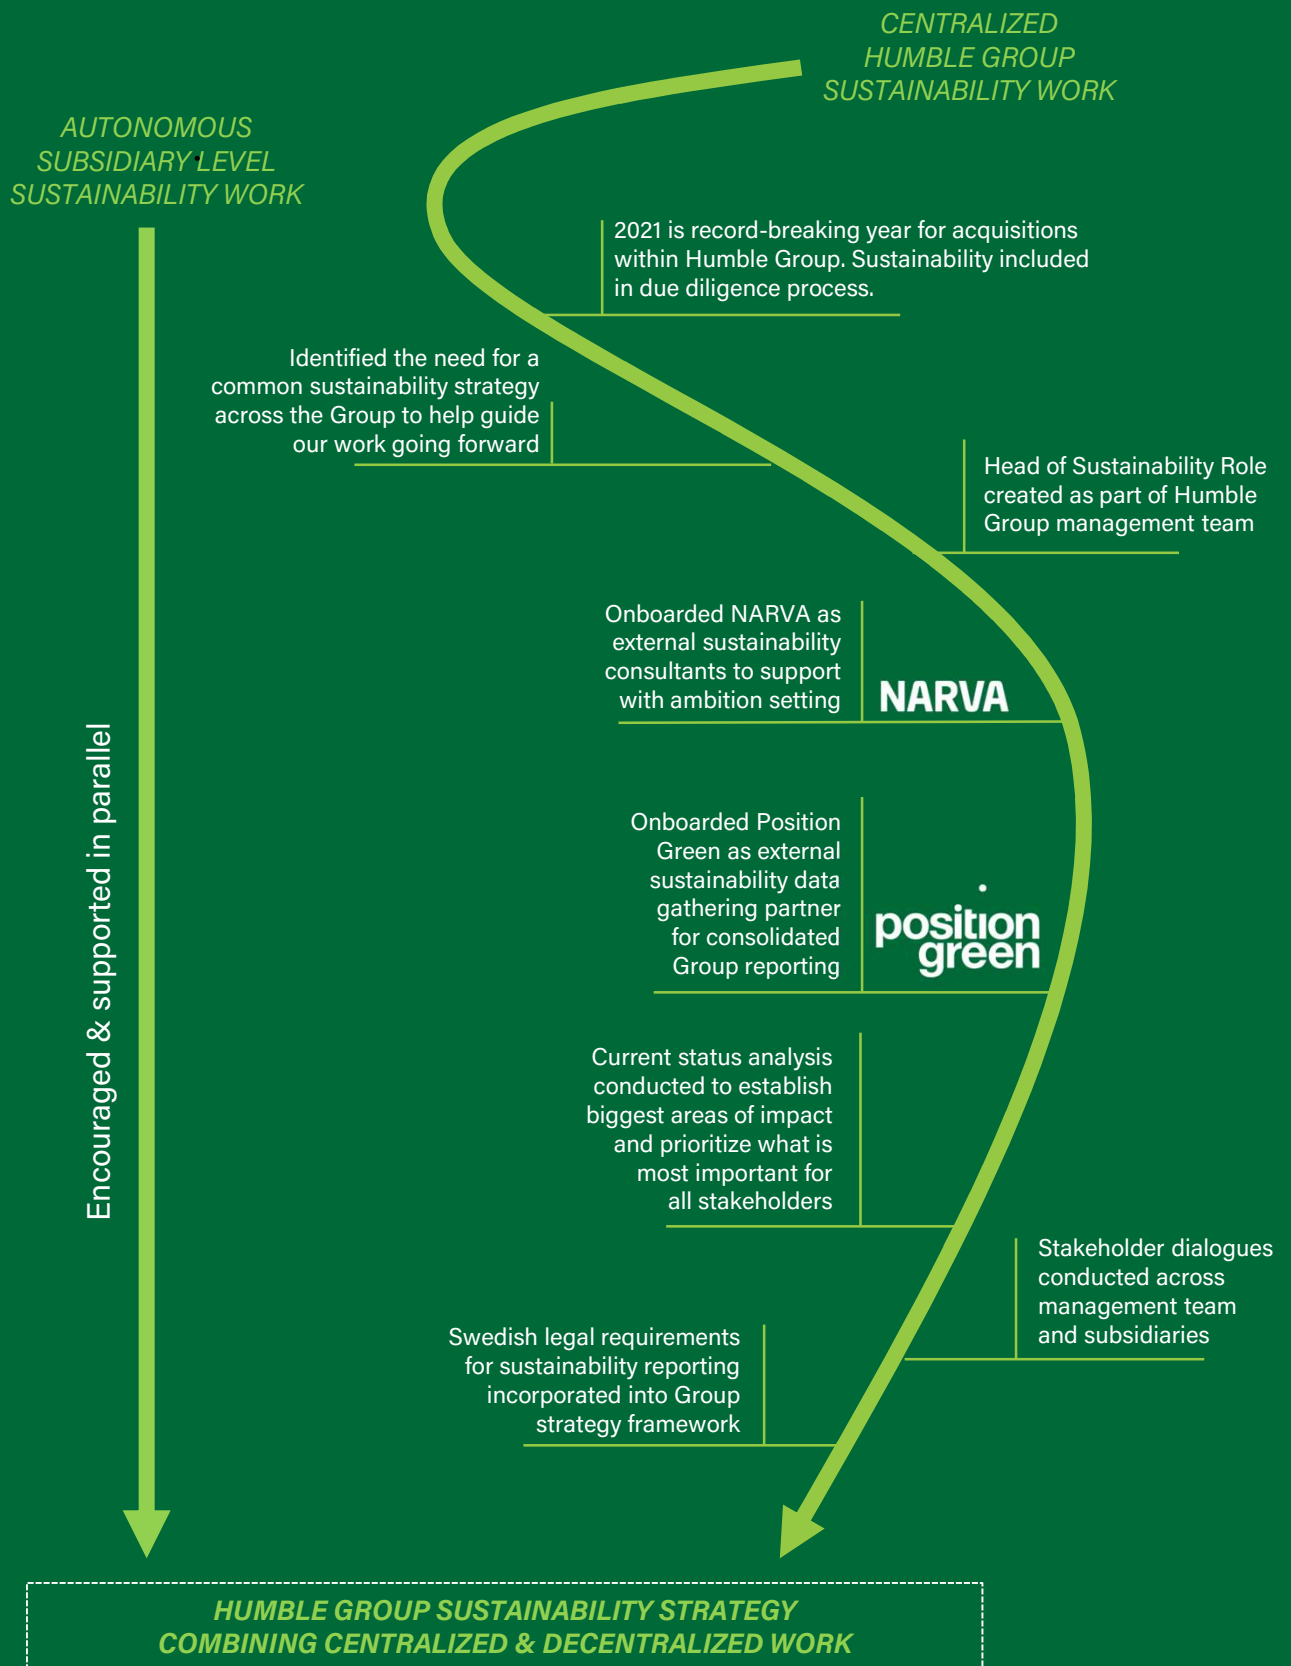 CENTRALIZED
HUMBLE GROUP
SUSTAINABILITY WORK
AUTONOMOUS
SUBSIDIARY LEVEL
SUSTAINABILITY WORK
2021 is record-breaking year for acquisitions
within Humble Group. Sustainability included
in due diligence process.
Identified the need for a
common sustainability strategy
across the Group to help guide
our work going forward
Head of Sustainability Role
created as part of Humble
Group management team
Onboarded NARVA as
external sustainability
consultants to support
with ambition setting
NARVA
Encouraged & supported in parallel
Onboarded Position
Green as external
sustainability data
gathering partner
for consolidated
Group reporting
position
green
Current status analysis
conducted to establish
biggest areas of impact
and prioritize what is
most important for
all stakeholders
Stakeholder dialogues
conducted across
management team
and subsidiaries
Swedish legal requirements
for sustainability reporting
incorporated into Group
strategy framework
HUMBLE GROUP SUSTAINABILITY STRATEGY
COMBINING CENTRALIZED & DECENTRALIZED WORK